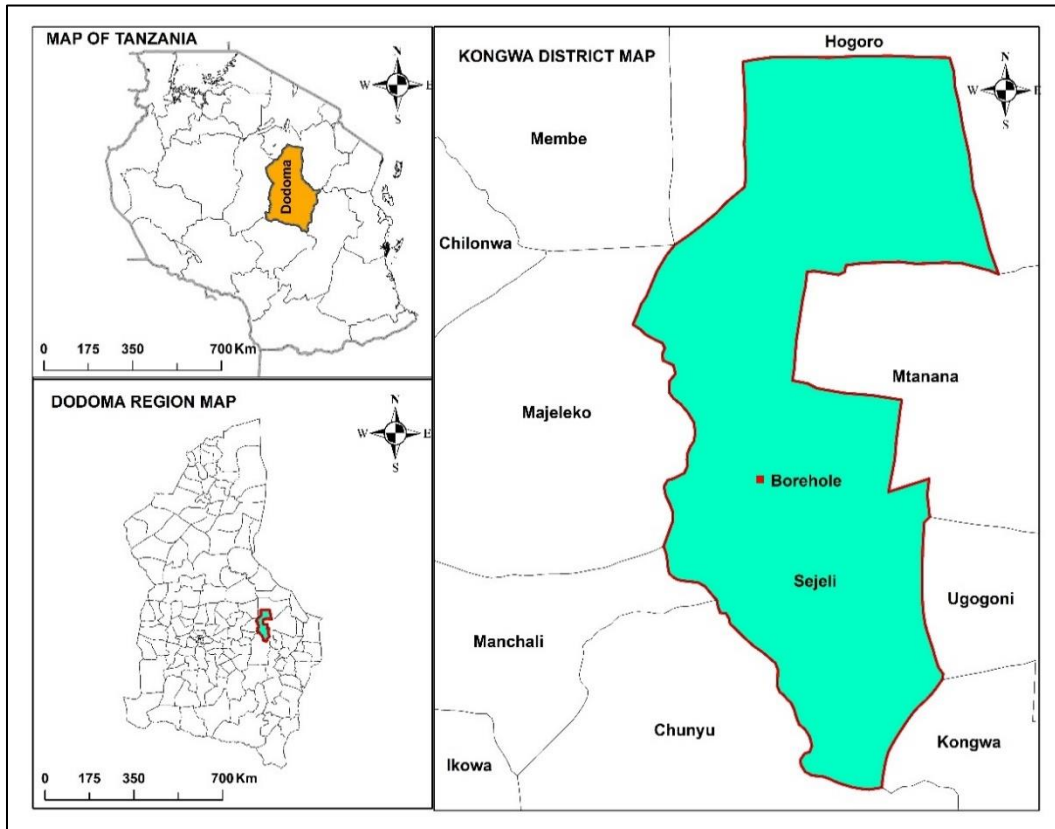 MAP OF TANZANIA
N
W E
S
Dodoma
0 175 350 700 Km
DODOMA REGION MAP
N
W E
S
0 175 350 700 Km
KONGWA DISTRICT MAP
Hogoro
N
W E
S
Membe
Chilonwa
Mtanana
Majeleko
Borehole
Sejeli
Ugogoni
Manchali
Chunyu
Kongwa
Ikowa